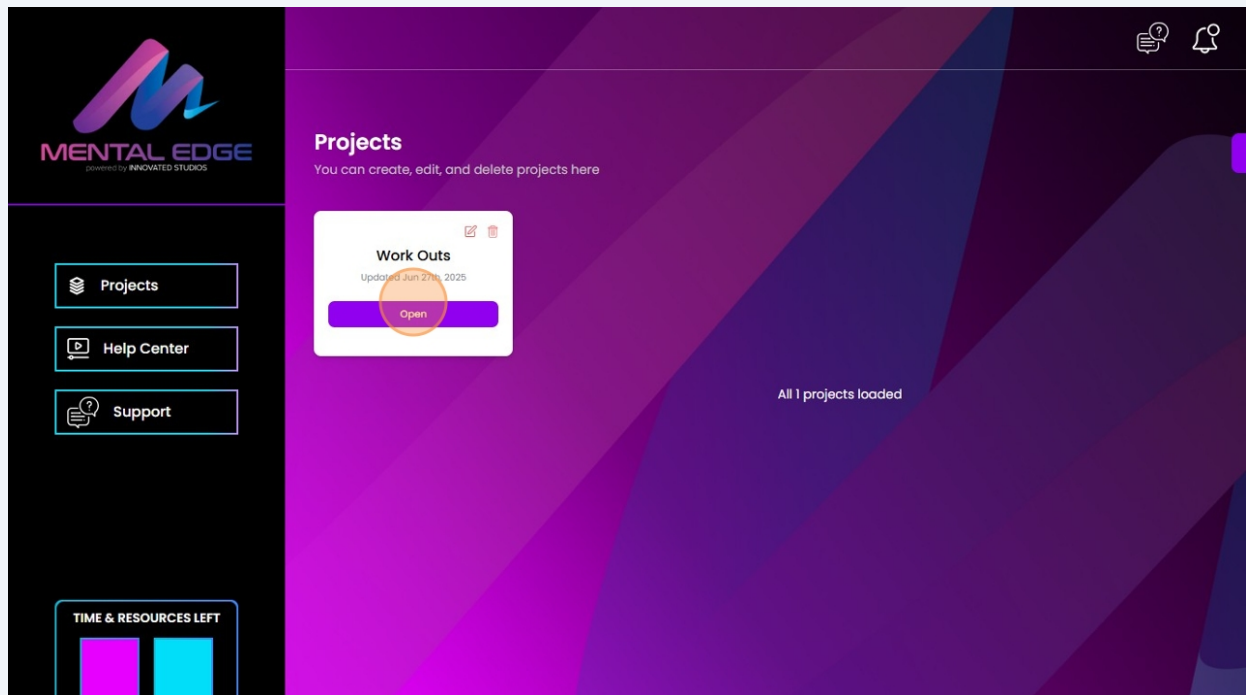 MENTAL EDGE
powered by INNOVATED STUDIOS
Projects
Help Center
Support
TIME & RESOURCES LEFT
Projects
You can create, edit, and delete projects here
Work Outs
Updated Jun 27th, 2025
Open
All 1 projects loaded